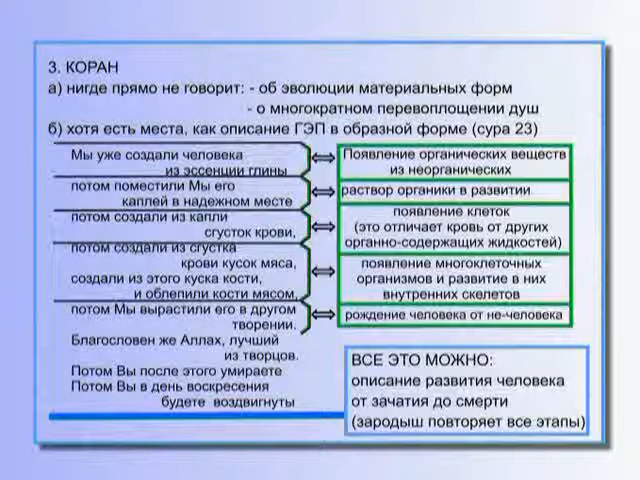 3. КОРАН
а) нигде прямо не говорит: - об эволюции материальных форм
- о многократном перевоплощении душ
б) хотя есть места, как описание ГЭП в образной форме (сура 23)
Мы уже создали человека
из эссенции глины
потом поместили Мы его
каплей в надежном месте
потом создали из капли
сгусток крови,
потом создали из сгустка
крови кусок мяса,
создали из этого куска кости,
и облепили кости мясом,
потом Мы вырастили его в другом
творении.
Благословен же Аллах, лучший
из творцов.
Потом Вы после этого умираете
Потом Вы в день воскресения
будете воздвигнуты
Появление органических веществ
из неорганических
раствор органики в развитии
появление клеток
(это отличает кровь от других
органно-содержащих жидкостей)
появление многоклеточных
организмов и развитие в них
внутренних скелетов
рождение человека от не-человека
ВСЕ ЭТО МОЖНО:
описание развития человека
от зачатия до смерти
(зародыш повторяет все этапы)